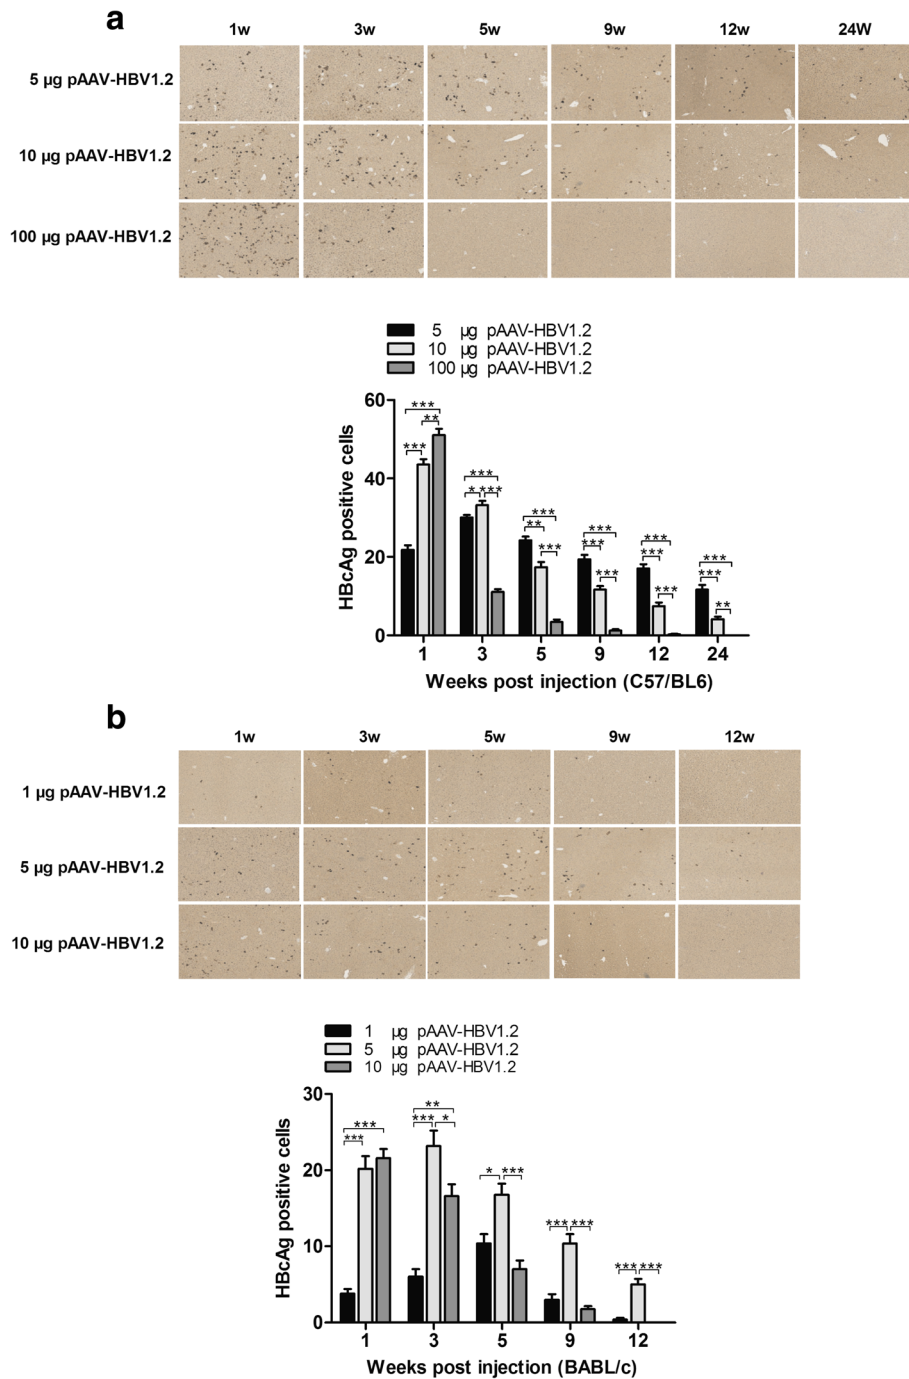 a
1w 3w 5w 9w 12w 24W
5 µg pAAV-HBV1.2
10 µg pAAV-HBV1.2
100 µg pAAV-HBV1.2
5 µg pAAV-HBV1.2
10 µg pAAV-HBV1.2
100 µg pAAV-HBV1.2
HBcAg positive cells
60
40
20
0
*** ** ***
*** * ***
*** ** ***
*** *** ***
*** *** ***
*** *** **
1 3 5 9 12 24
Weeks post injection (C57/BL6)
b
1w 3w 5w 9w 12w
1 µg pAAV-HBV1.2
5 µg pAAV-HBV1.2
10 µg pAAV-HBV1.2
1 µg pAAV-HBV1.2
5 µg pAAV-HBV1.2
10 µg pAAV-HBV1.2
HBcAg positive cells
30
20
10
0
*** ***
** *** *
* ***
*** ***
*** ***
1 3 5 9 12
Weeks post injection (BABL/c)